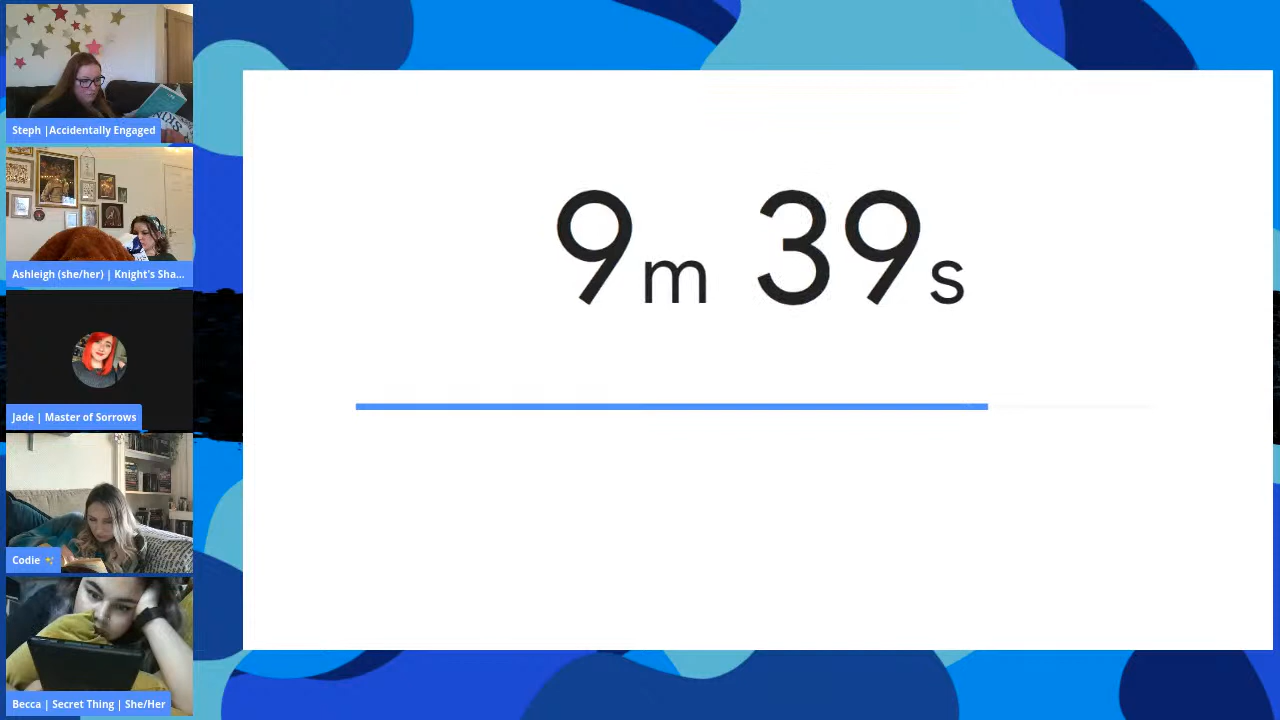 Steph |Accidentally Engaged
9m 39s
Ashleigh (she/her) | Knight's Sha...
Jade | Master of Sorrows
Codie ✨
Becca | Secret Thing | She/Her